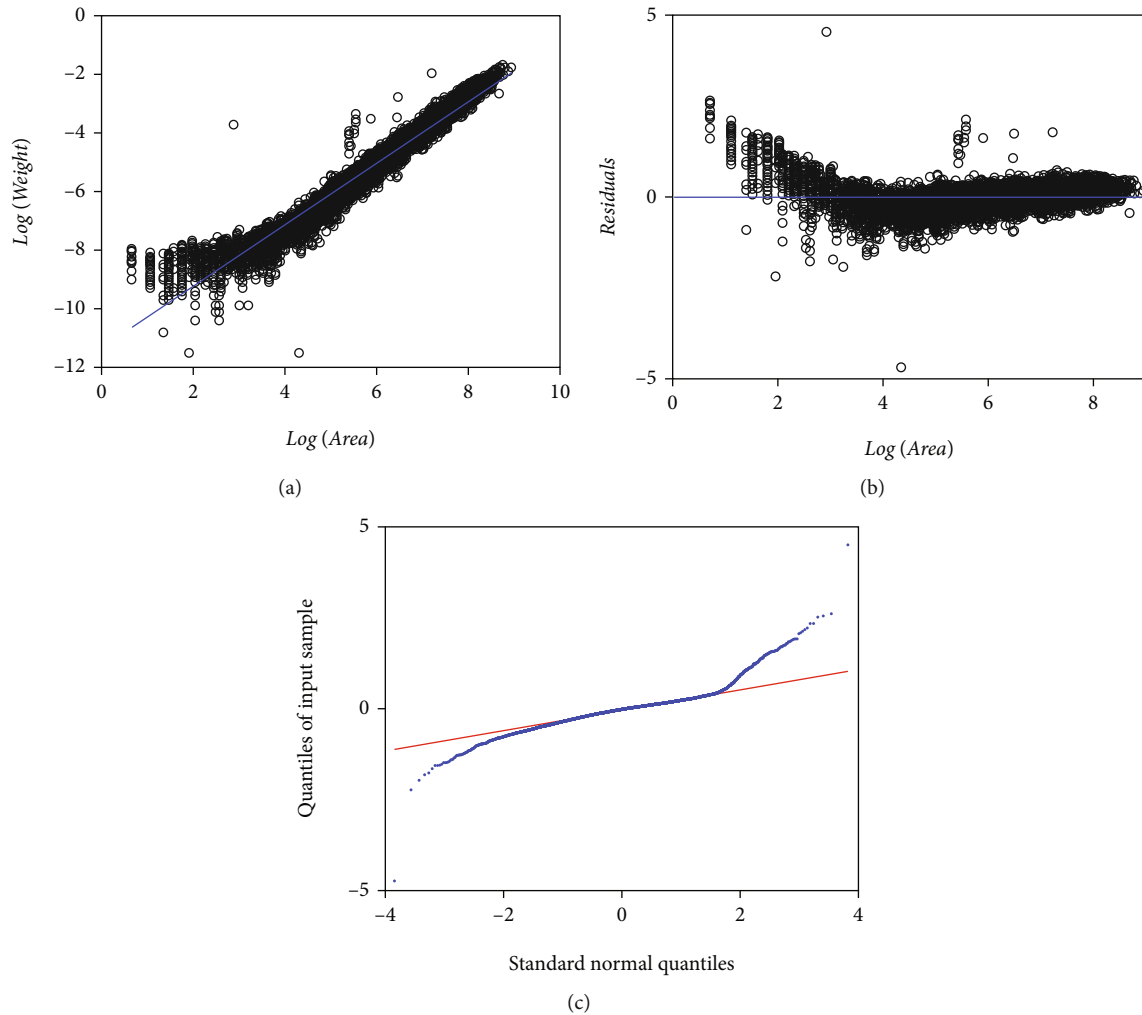 0
−2
−4
−6
−8
−10
−12
Log (Weight)
0 2 4 6 8 10
Log (Area)
(a)
5
0
−5
Residuals
0 2 4 6 8
Log (Area)
(b)
5
0
−5
Quantiles of input sample
−4 −2 0 2 4
Standard normal quantiles
(c)